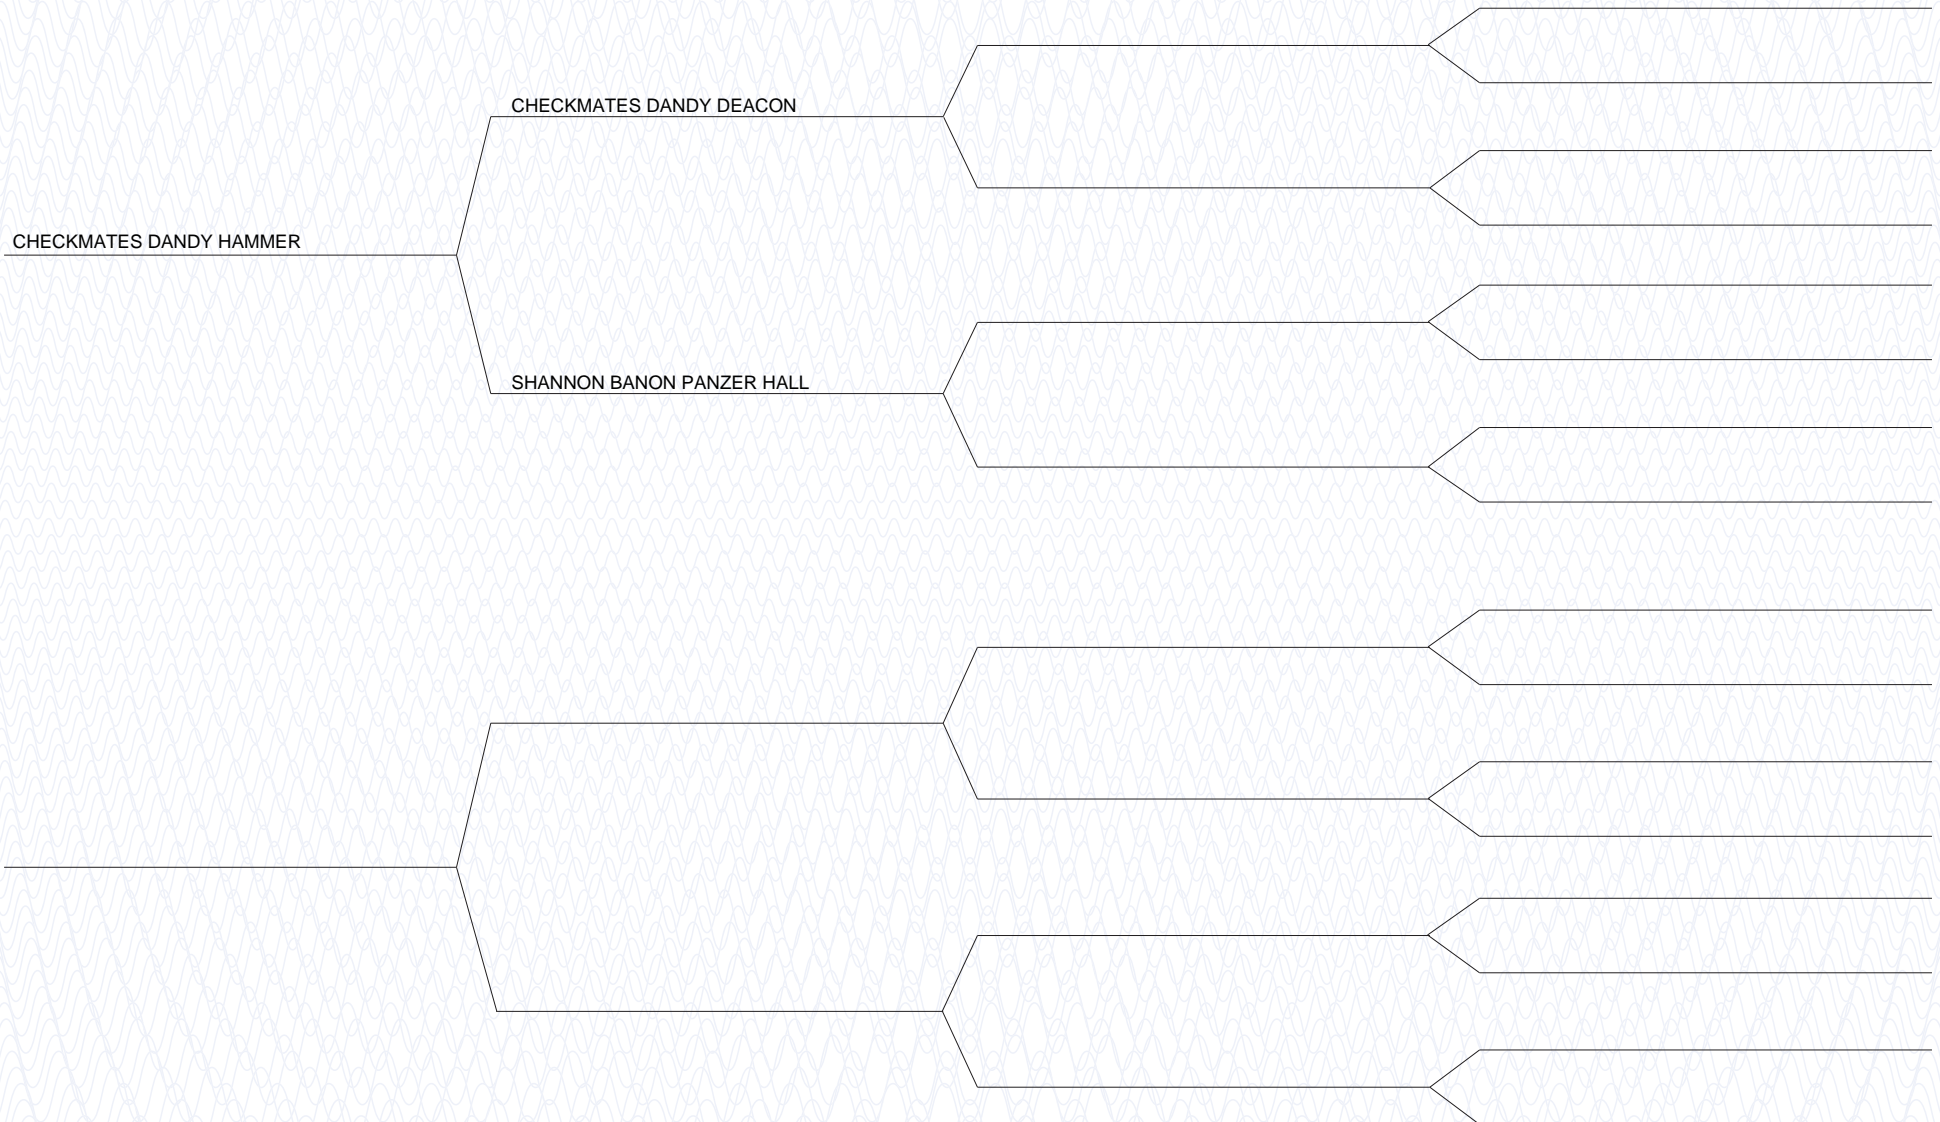 CHECKMATES DANDY DEACON
CHECKMATES DANDY HAMMER
SHANNON BANON PANZER HALL